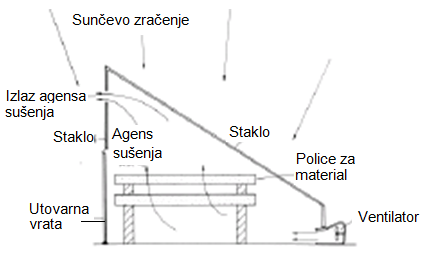 Sunčevo zračenje
Izlaz agensa
sušenja
Staklo
Agens
sušenja
Staklo
Police za
material
Utovarna
vrata
Ventilator